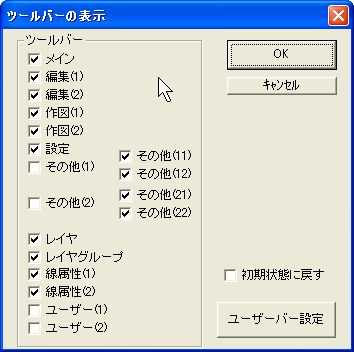 ツールバーの表示
ツールバー
メイン
編集(1)
編集(2)
作図(1)
作図(2)
設定
その他(1)
その他(11)
その他(12)
その他(2)
その他(21)
その他(22)
レイヤ
レイヤグループ
線属性(1)
線属性(2)
ユーザー(1)
ユーザー(2)
OK
ｷｬﾝｾﾙ
初期状態に戻す
ユーザーバー設定